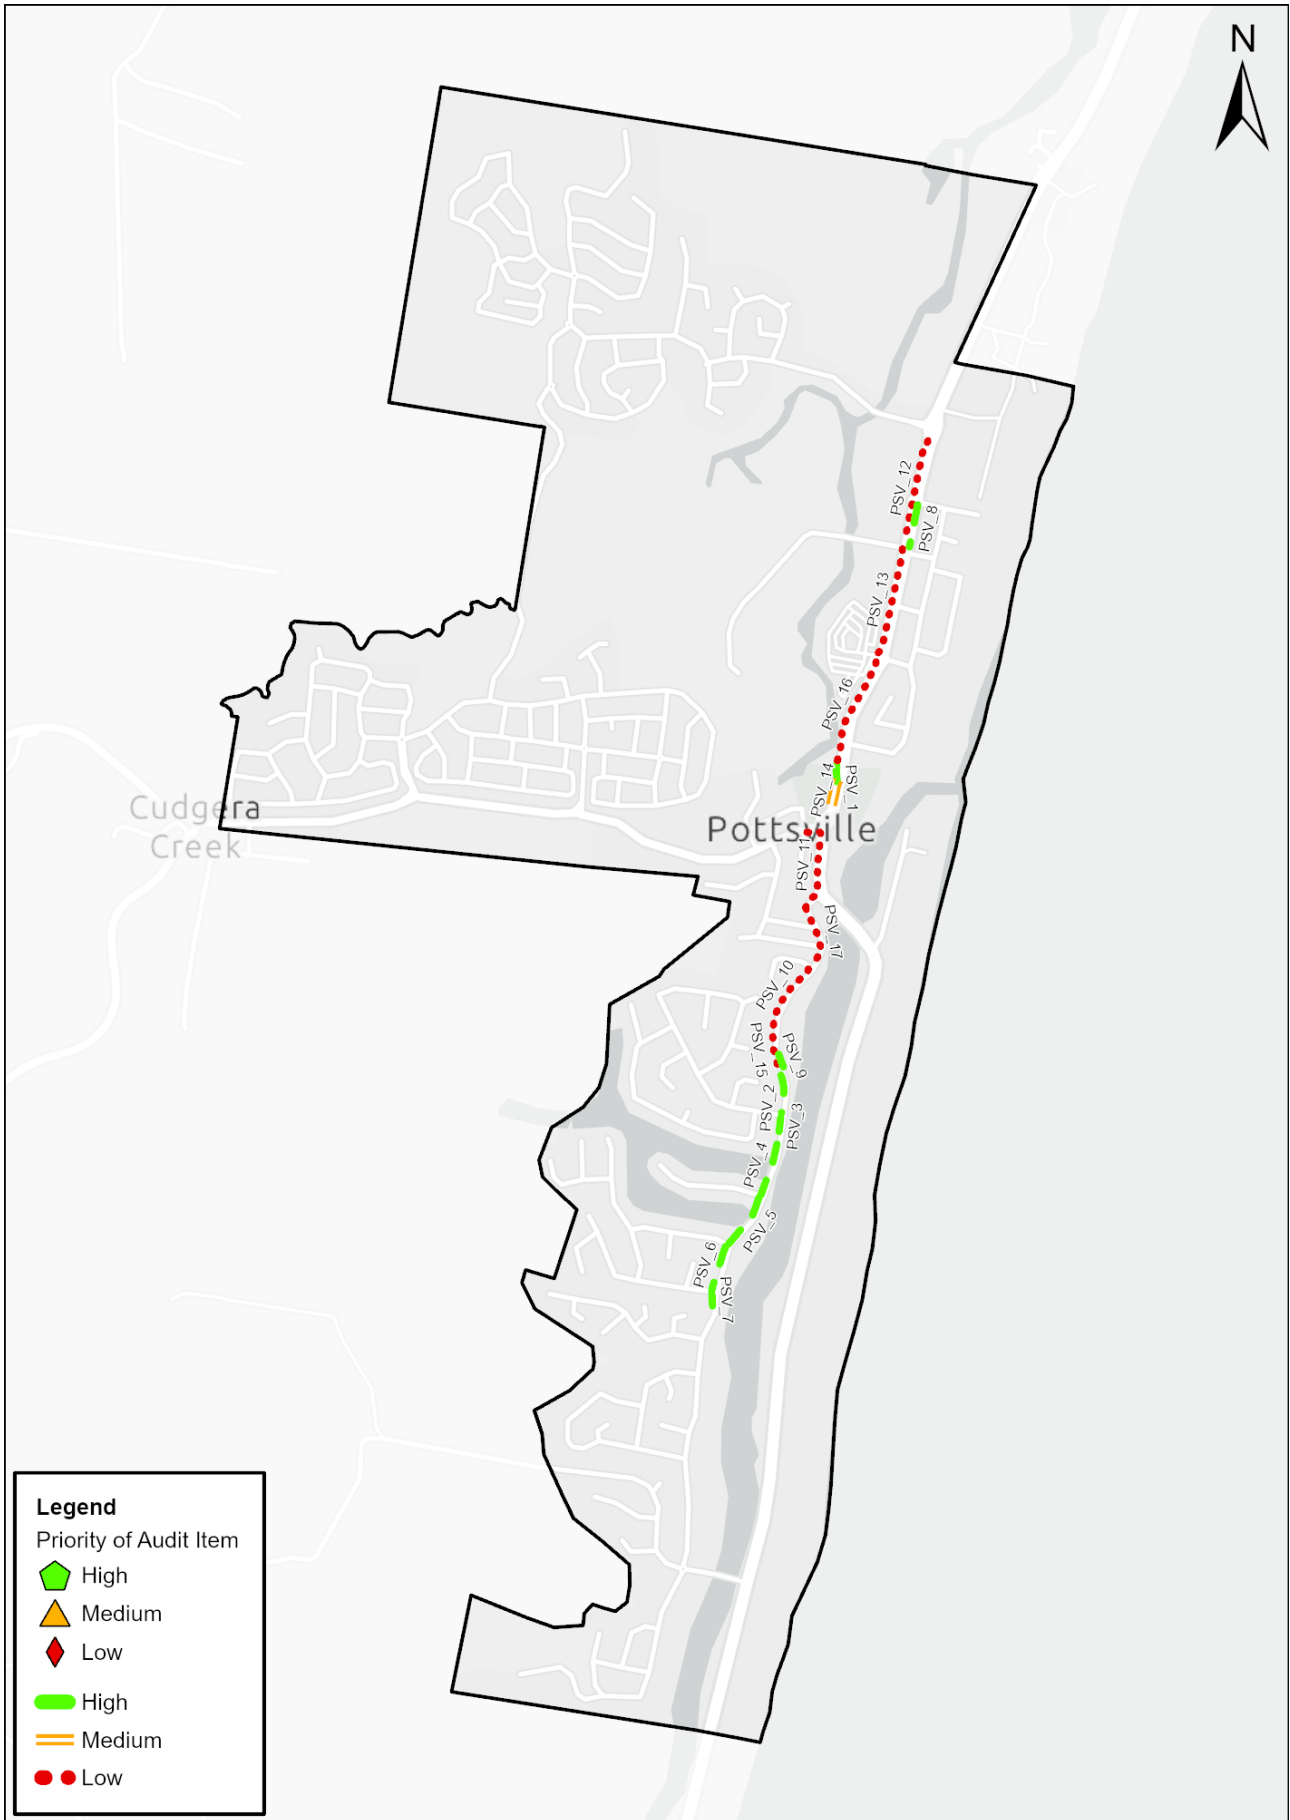 N
PSV_12
PSV_8
PSV_13
PSV_16
PSV_14
PSV_1
Cudgera
Creek
Pottsville
PSV_11
PSV_17
PSV_10
PSV_15
PSV_9
PSV_2
PSV_3
PSV_4
PSV_5
PSV_6
PSV_7
Legend
Priority of Audit Item
High
Medium
Low
High
Medium
Low